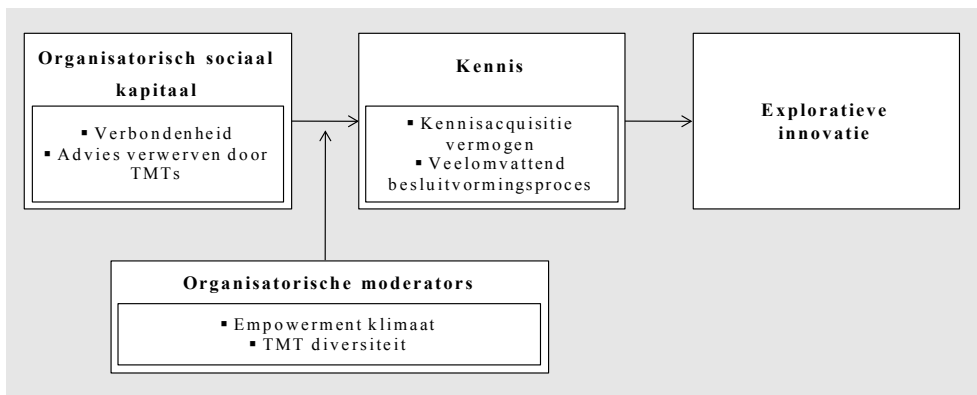 Organisatorisch sociaal
kapitaal
▪ Verbondenheid
▪ Advies verwerven door
TMTs
Kennis
▪ Kennisacquisitie
vermogen
▪ Veelomvattend
besluitvormingsproces
Exploratieve
innovatie
Organisatorische moderators
▪ Empowerment klimaat
▪ TMT diversiteit